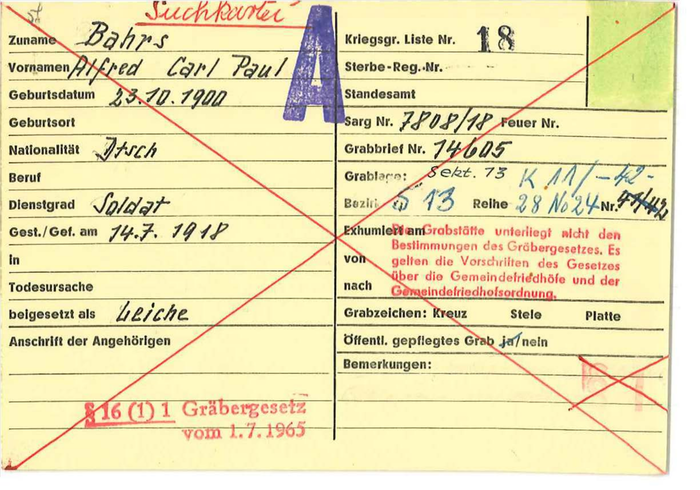 Suchkartei
A
Zuname Bahrs
Vornamen Alfred Carl Paul
Geburtsdatum 23.10.1900
Geburtsort
Nationalität Dtsch
Beruf
Dienstgrad Soldat
Gest./Gef. am 14.7.1918
in
Todesursache
beigesetzt als Leiche
Anschrift der Angehörigen
§ 16 (1) 1 Gräbergesetz
vom 1.7.1965
Kriegsgr. Liste Nr. 18
Sterbe-Reg.-Nr.
Standesamt
Sarg Nr. 7808/18 Feuer Nr.
Grabbrief Nr. 14605
Grablage: Sekt. 73 K 11/-42-
Bezirk 13 Reihe 28 No 24 Nr. 41/42
Exhumiert am
von
nach
Die Grabstätte unterliegt nicht den
Bestimmungen des Gräbergesetzes. Es
gelten die Vorschriften des Gesetzes
über die Gemeindefriedhöfe und der
Gemeindefriedhofsordnung.
Grabzeichen: Kreuz Stele Platte
Öffentl. gepflegtes Grab ja/nein
Bemerkungen: